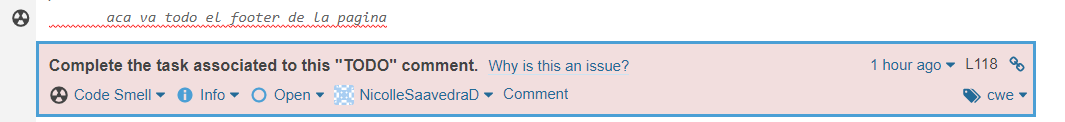 aca va todo el footer de la pagina
Complete the task associated to this "TODO" comment. Why is this an issue? 1 hour ago L118
Code Smell Info Open NicolleSaavedraD Comment cwe